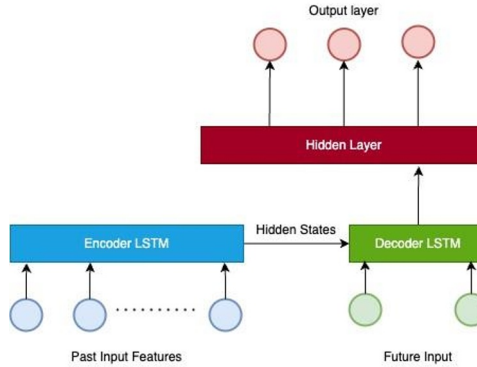 Output layer
Hidden Layer
Hidden States
Encoder LSTM
Decoder LSTM
Past Input Features
Future Input